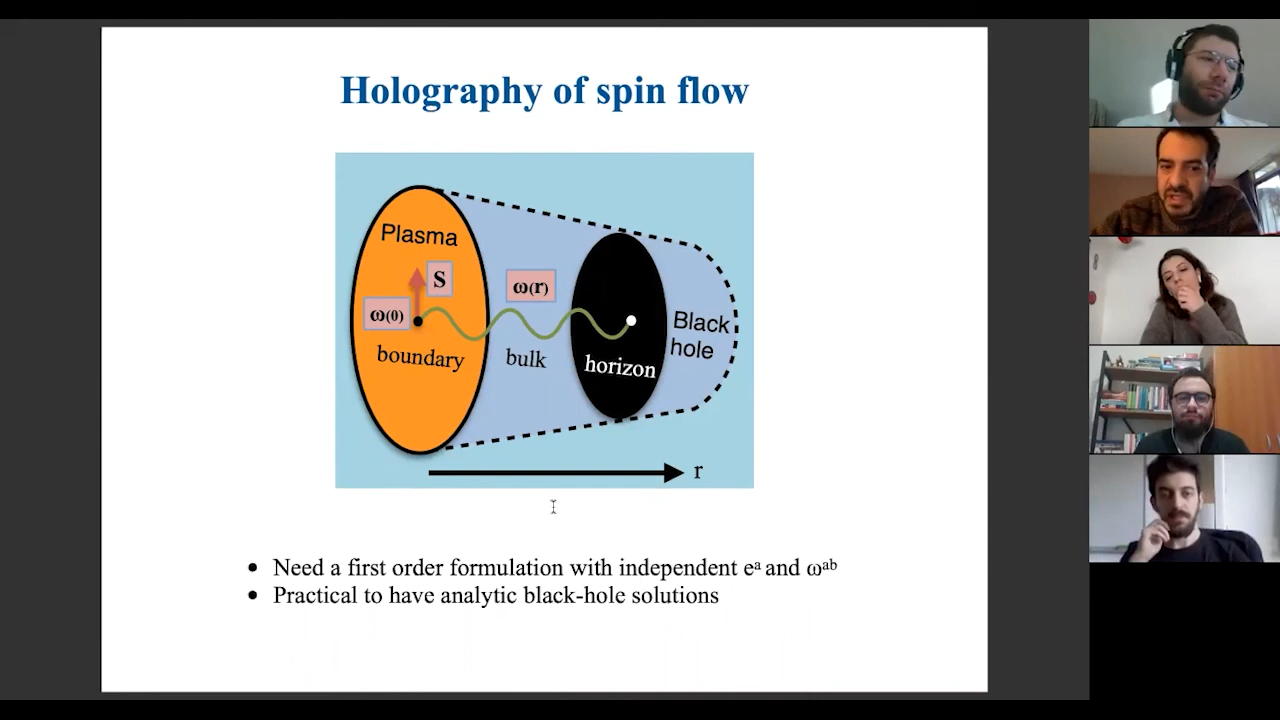 Holography of spin flow
Plasma
S
ω(0)
ω(r)
boundary
bulk
horizon
Black
hole
r
• Need a first order formulation with independent eᵃ and ωᵃᵇ
• Practical to have analytic black-hole solutions